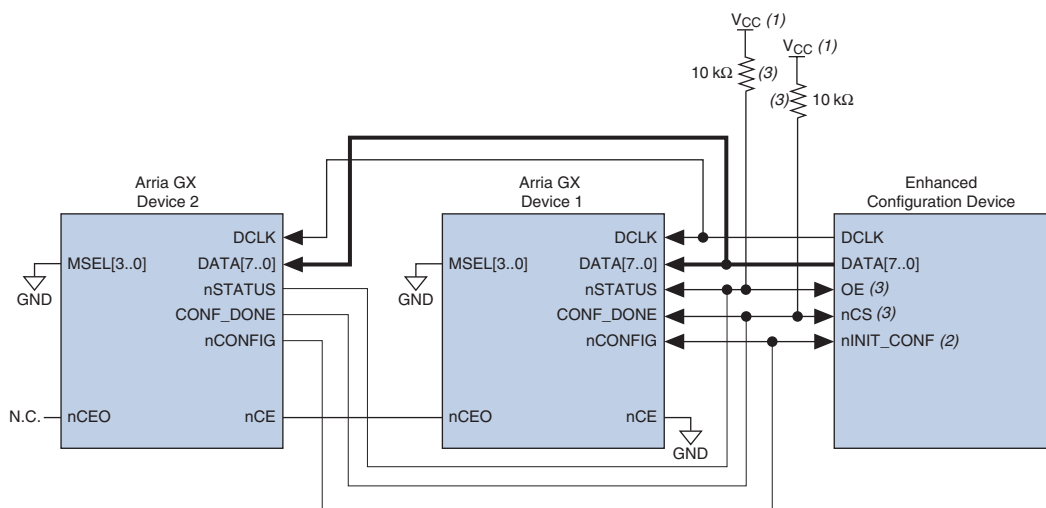 VCC (1)
VCC (1)
10 kΩ
(3)
(3)
10 kΩ
Arria GX
Device 2
Arria GX
Device 1
Enhanced
Configuration Device
DCLK
DCLK
DCLK
MSEL[3..0]
DATA[7..0]
MSEL[3..0]
DATA[7..0]
DATA[7..0]
GND
nSTATUS
GND
nSTATUS
OE (3)
CONF_DONE
CONF_DONE
nCS (3)
nCONFIG
nCONFIG
nINIT_CONF (2)
N.C.
nCEO
nCE
nCEO
nCE
GND